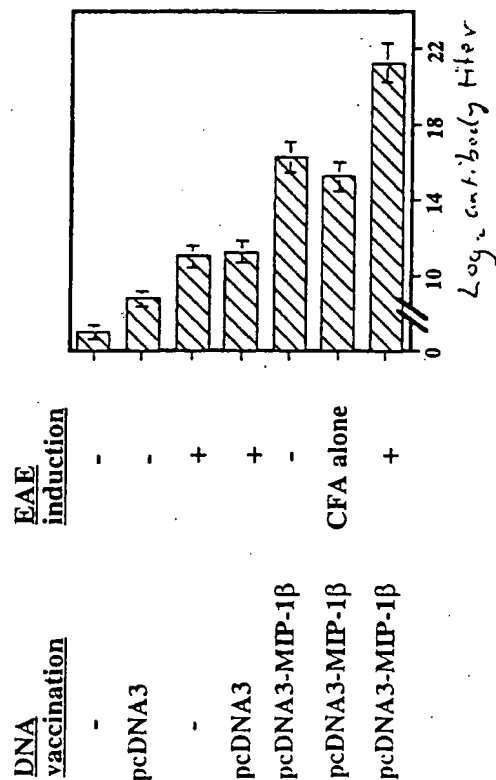 DNA vaccination
EAE induction
- -
pcDNA3 -
- +
pcDNA3 +
pcDNA3-MIP-1β -
pcDNA3-MIP-1β CFA alone
pcDNA3-MIP-1β +
0 10 14 18 22
Log₂ antibody titer